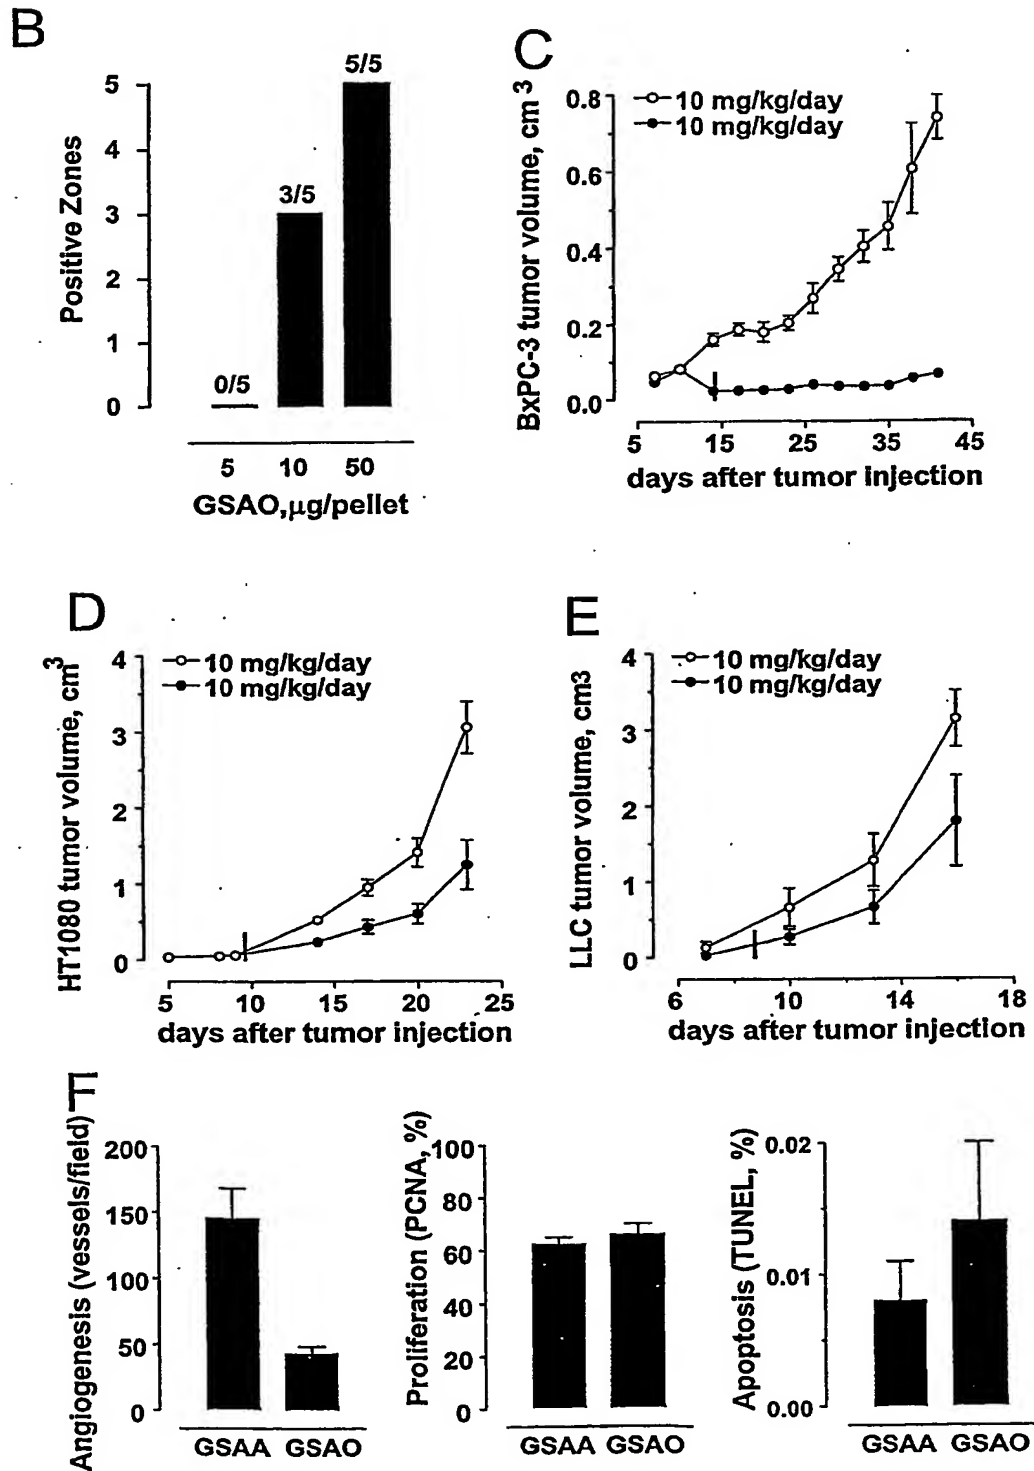 B
Positive Zones
5
4
3
2
1
0
0/5
3/5
5/5
5 10 50
GSAO,µg/pellet
C
BxPC-3 tumor volume, cm 3
10 mg/kg/day
10 mg/kg/day
0.8
0.6
0.4
0.2
0.0
5 15 25 35 45
days after tumor injection
D
HT1080 tumor volume, cm3
10 mg/kg/day
10 mg/kg/day
4
3
2
1
0
5 10 15 20 25
days after tumor injection
E
LLC tumor volume, cm3
10 mg/kg/day
10 mg/kg/day
4
3
2
1
0
6 10 14 18
days after tumor injection
F
Angiogenesis (vessels/field)
200
150
100
50
0
GSAA GSAO
Proliferation (PCNA, %)
100
80
60
40
20
0
GSAA GSAO
Apoptosis (TUNEL, %)
0.02
0.01
0.00
GSAA GSAO